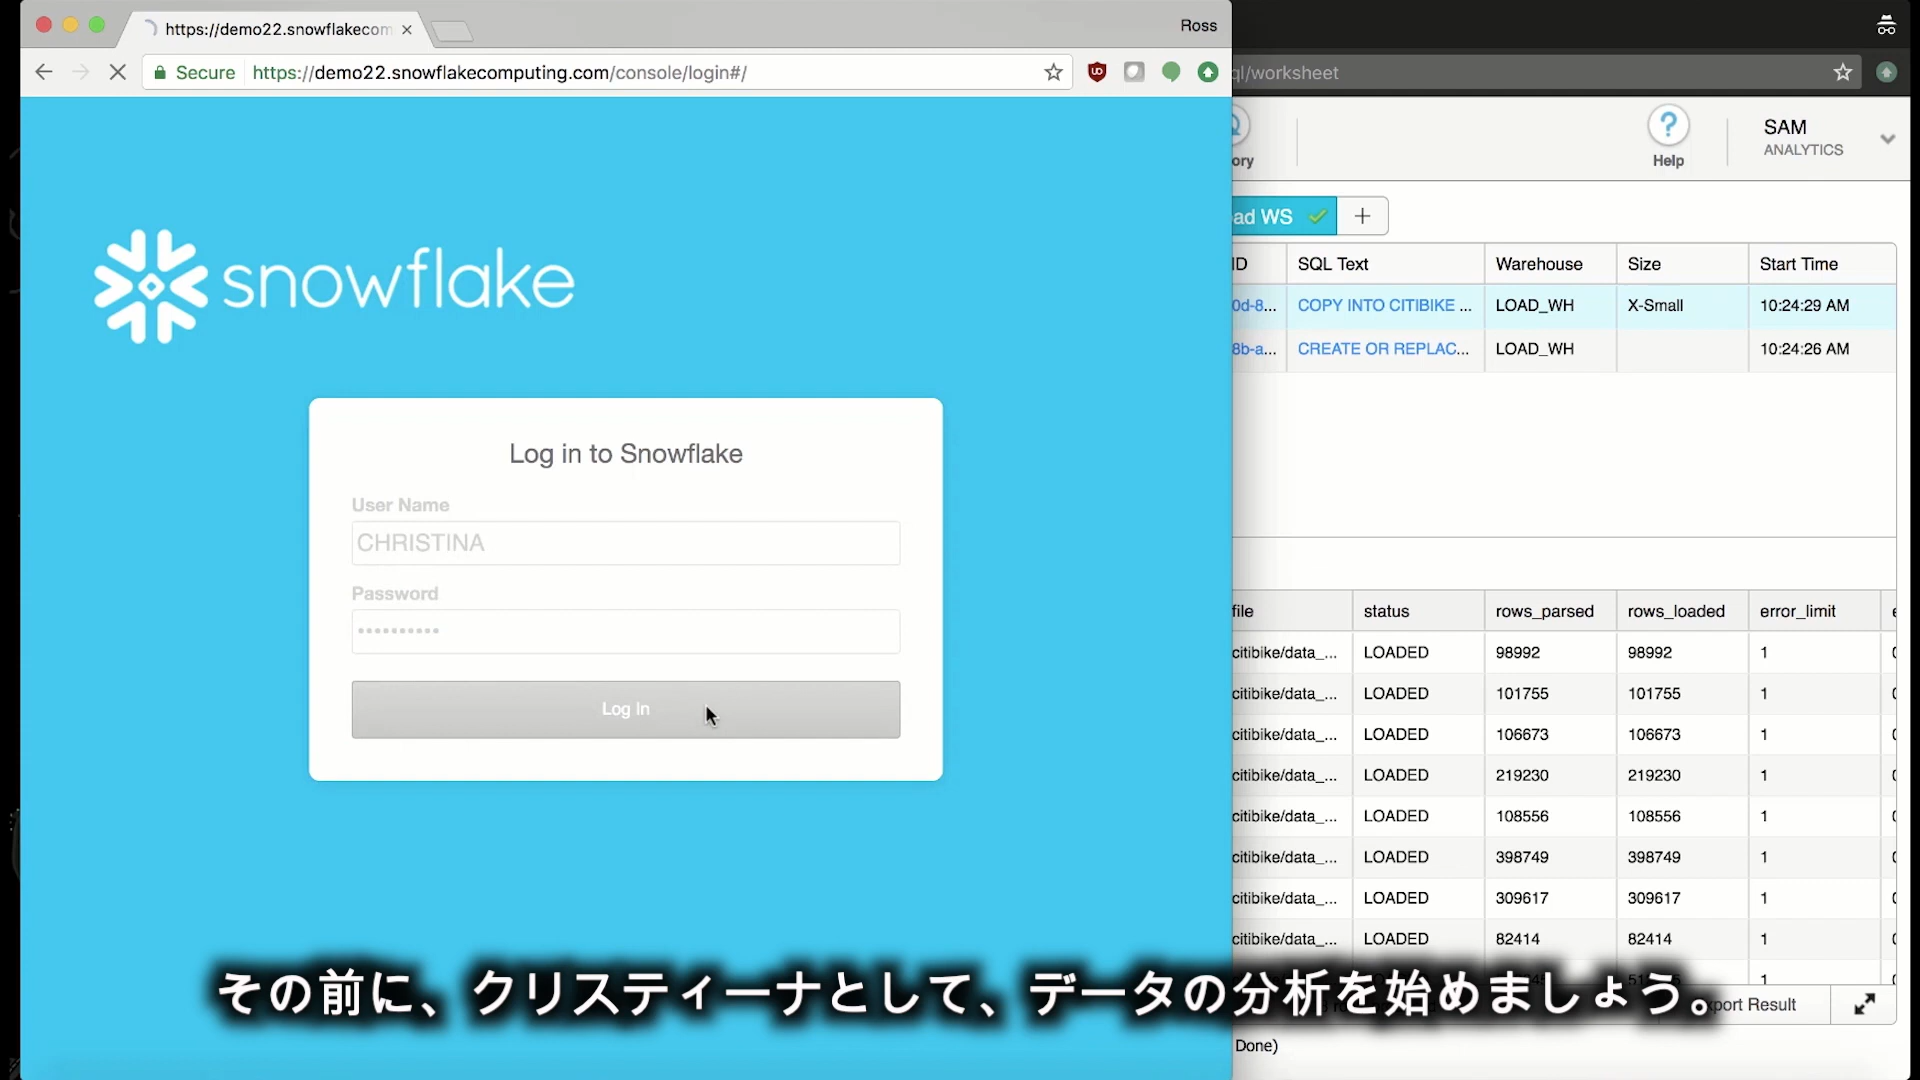 https://demo22.snowflakecom
Ross
Secure
https://demo22.snowflakecomputing.com/console/login#/
ql/worksheet
snowflake
Log in to Snowflake
User Name
CHRISTINA
Password
Log In
ory
Help
SAM
ANALYTICS
ad WS
ID SQL Text Warehouse Size Start Time
0d-8... COPY INTO CITIBIKE ... LOAD_WH X-Small 10:24:29 AM
8b-a... CREATE OR REPLAC... LOAD_WH 10:24:26 AM
file status rows_parsed rows_loaded error_limit
citibike/data_... LOADED 98992 98992 1
citibike/data_... LOADED 101755 101755 1
citibike/data_... LOADED 106673 106673 1
citibike/data_... LOADED 219230 219230 1
citibike/data_... LOADED 108556 108556 1
citibike/data_... LOADED 398749 398749 1
citibike/data_... LOADED 309617 309617 1
citibike/data_... LOADED 82414 82414 1
xport Result
Done)
その前に、クリスティーナとして、データの分析を始めましょう。